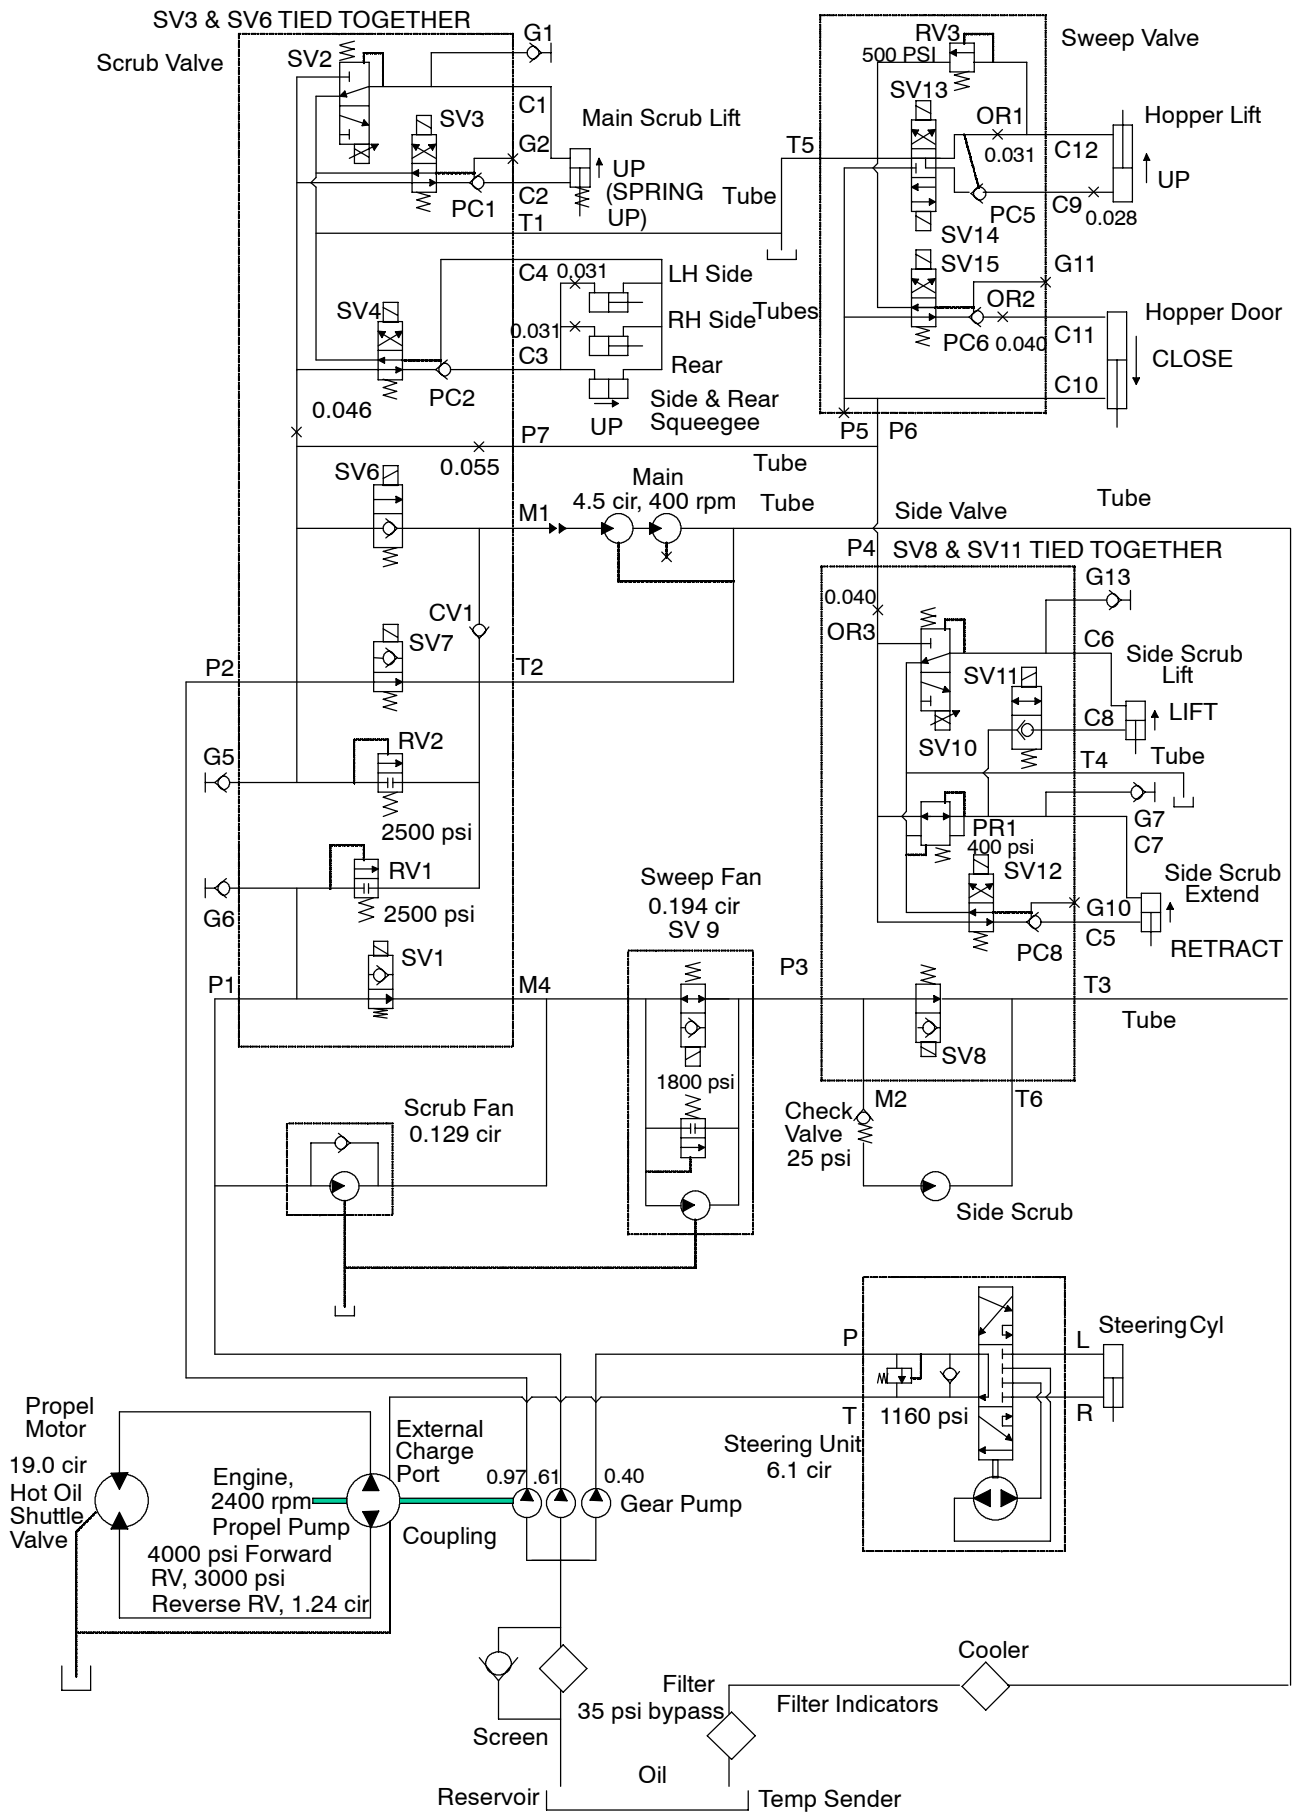 SV3 & SV6 TIED TOGETHER
Scrub Valve
SV2
G1
C1
SV3
G2
Main Scrub Lift
UP
(SPRING
UP)
PC1
C2
T1
Tube
T5
RV3
500 PSI
Sweep Valve
SV13
OR1
0.031
C12
Hopper Lift
UP
PC5
C9
0.028
SV14
SV15
G11
OR2
PC6
0.040
C11
Hopper Door
CLOSE
C10
P5
P6
C4
0.031
LH Side
SV4
RH Side
Tubes
0.031
C3
Rear
PC2
Side & Rear
Squeegee
UP
0.046
P7
0.055
Tube
SV6
Main
4.5 cir, 400 rpm
Tube
Tube
M1
Side Valve
P4
SV8 & SV11 TIED TOGETHER
G13
0.040
OR3
CV1
SV7
C6
Side Scrub
Lift
P2
T2
SV11
LIFT
C8
SV10
Tube
T4
RV2
G5
2500 psi
G7
PR1
400 psi
C7
RV1
Sweep Fan
0.194 cir
SV 9
SV12
Side Scrub
Extend
G6
2500 psi
G10
C5
PC8
RETRACT
SV1
P1
M4
P3
T3
Tube
SV8
1800 psi
Scrub Fan
0.129 cir
Check
Valve
25 psi
M2
T6
Side Scrub
P
L
Steering Cyl
T
1160 psi
R
Steering Unit
6.1 cir
Propel
Motor
19.0 cir
Hot Oil
Shuttle
Valve
External
Charge
Port
Engine,
2400 rpm
Propel Pump
4000 psi Forward
RV, 3000 psi
Reverse RV, 1.24 cir
0.97
.61
0.40
Gear Pump
Coupling
Cooler
Filter
35 psi bypass
Filter Indicators
Screen
Oil
Reservoir
Temp Sender